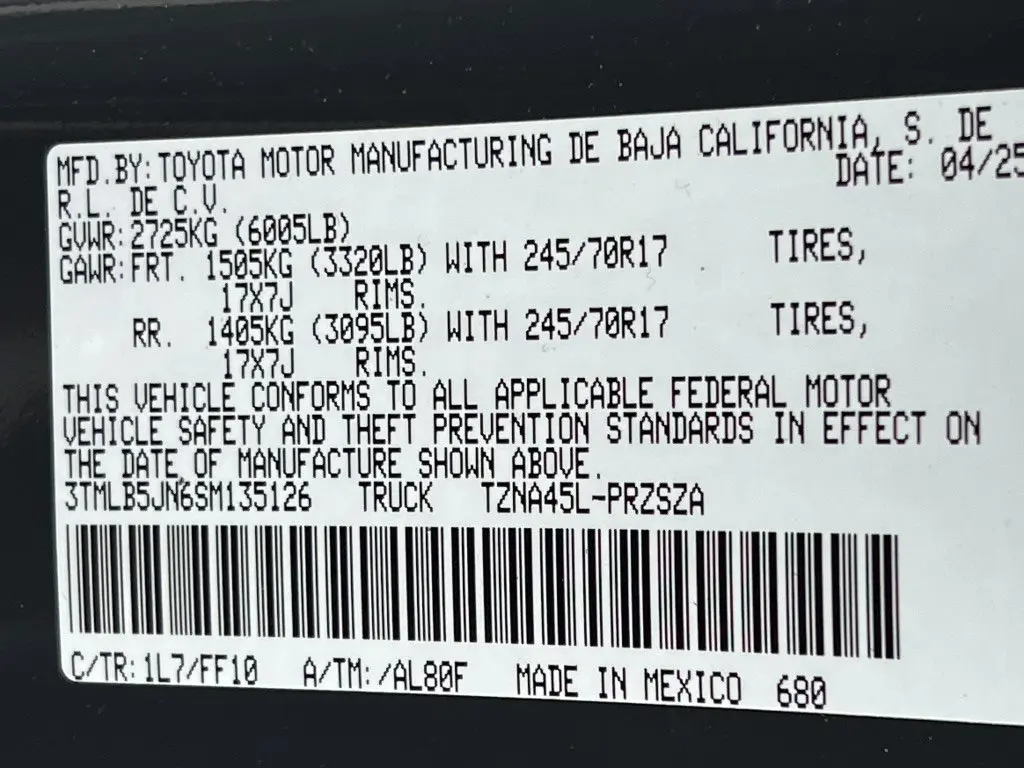 MFD.BY:TOYOTA MOTOR MANUFACTURING DE BAJA CALIFORNIA, S. DE
R.L. DE C.V. DATE: 04/25
GVWR:2725KG (6005LB)
GAWR:FRT. 1505KG (3320LB) WITH 245/70R17 TIRES,
17X7J RIMS.
RR. 1405KG (3095LB) WITH 245/70R17 TIRES,
17X7J RIMS.
THIS VEHICLE CONFORMS TO ALL APPLICABLE FEDERAL MOTOR
VEHICLE SAFETY AND THEFT PREVENTION STANDARDS IN EFFECT ON
THE DATE OF MANUFACTURE SHOWN ABOVE.
3TMLB5JN6SM135126 TRUCK TZNA45L-PRZSZA
C/TR:1L7/FF10 A/TM:/AL80F MADE IN MEXICO 680